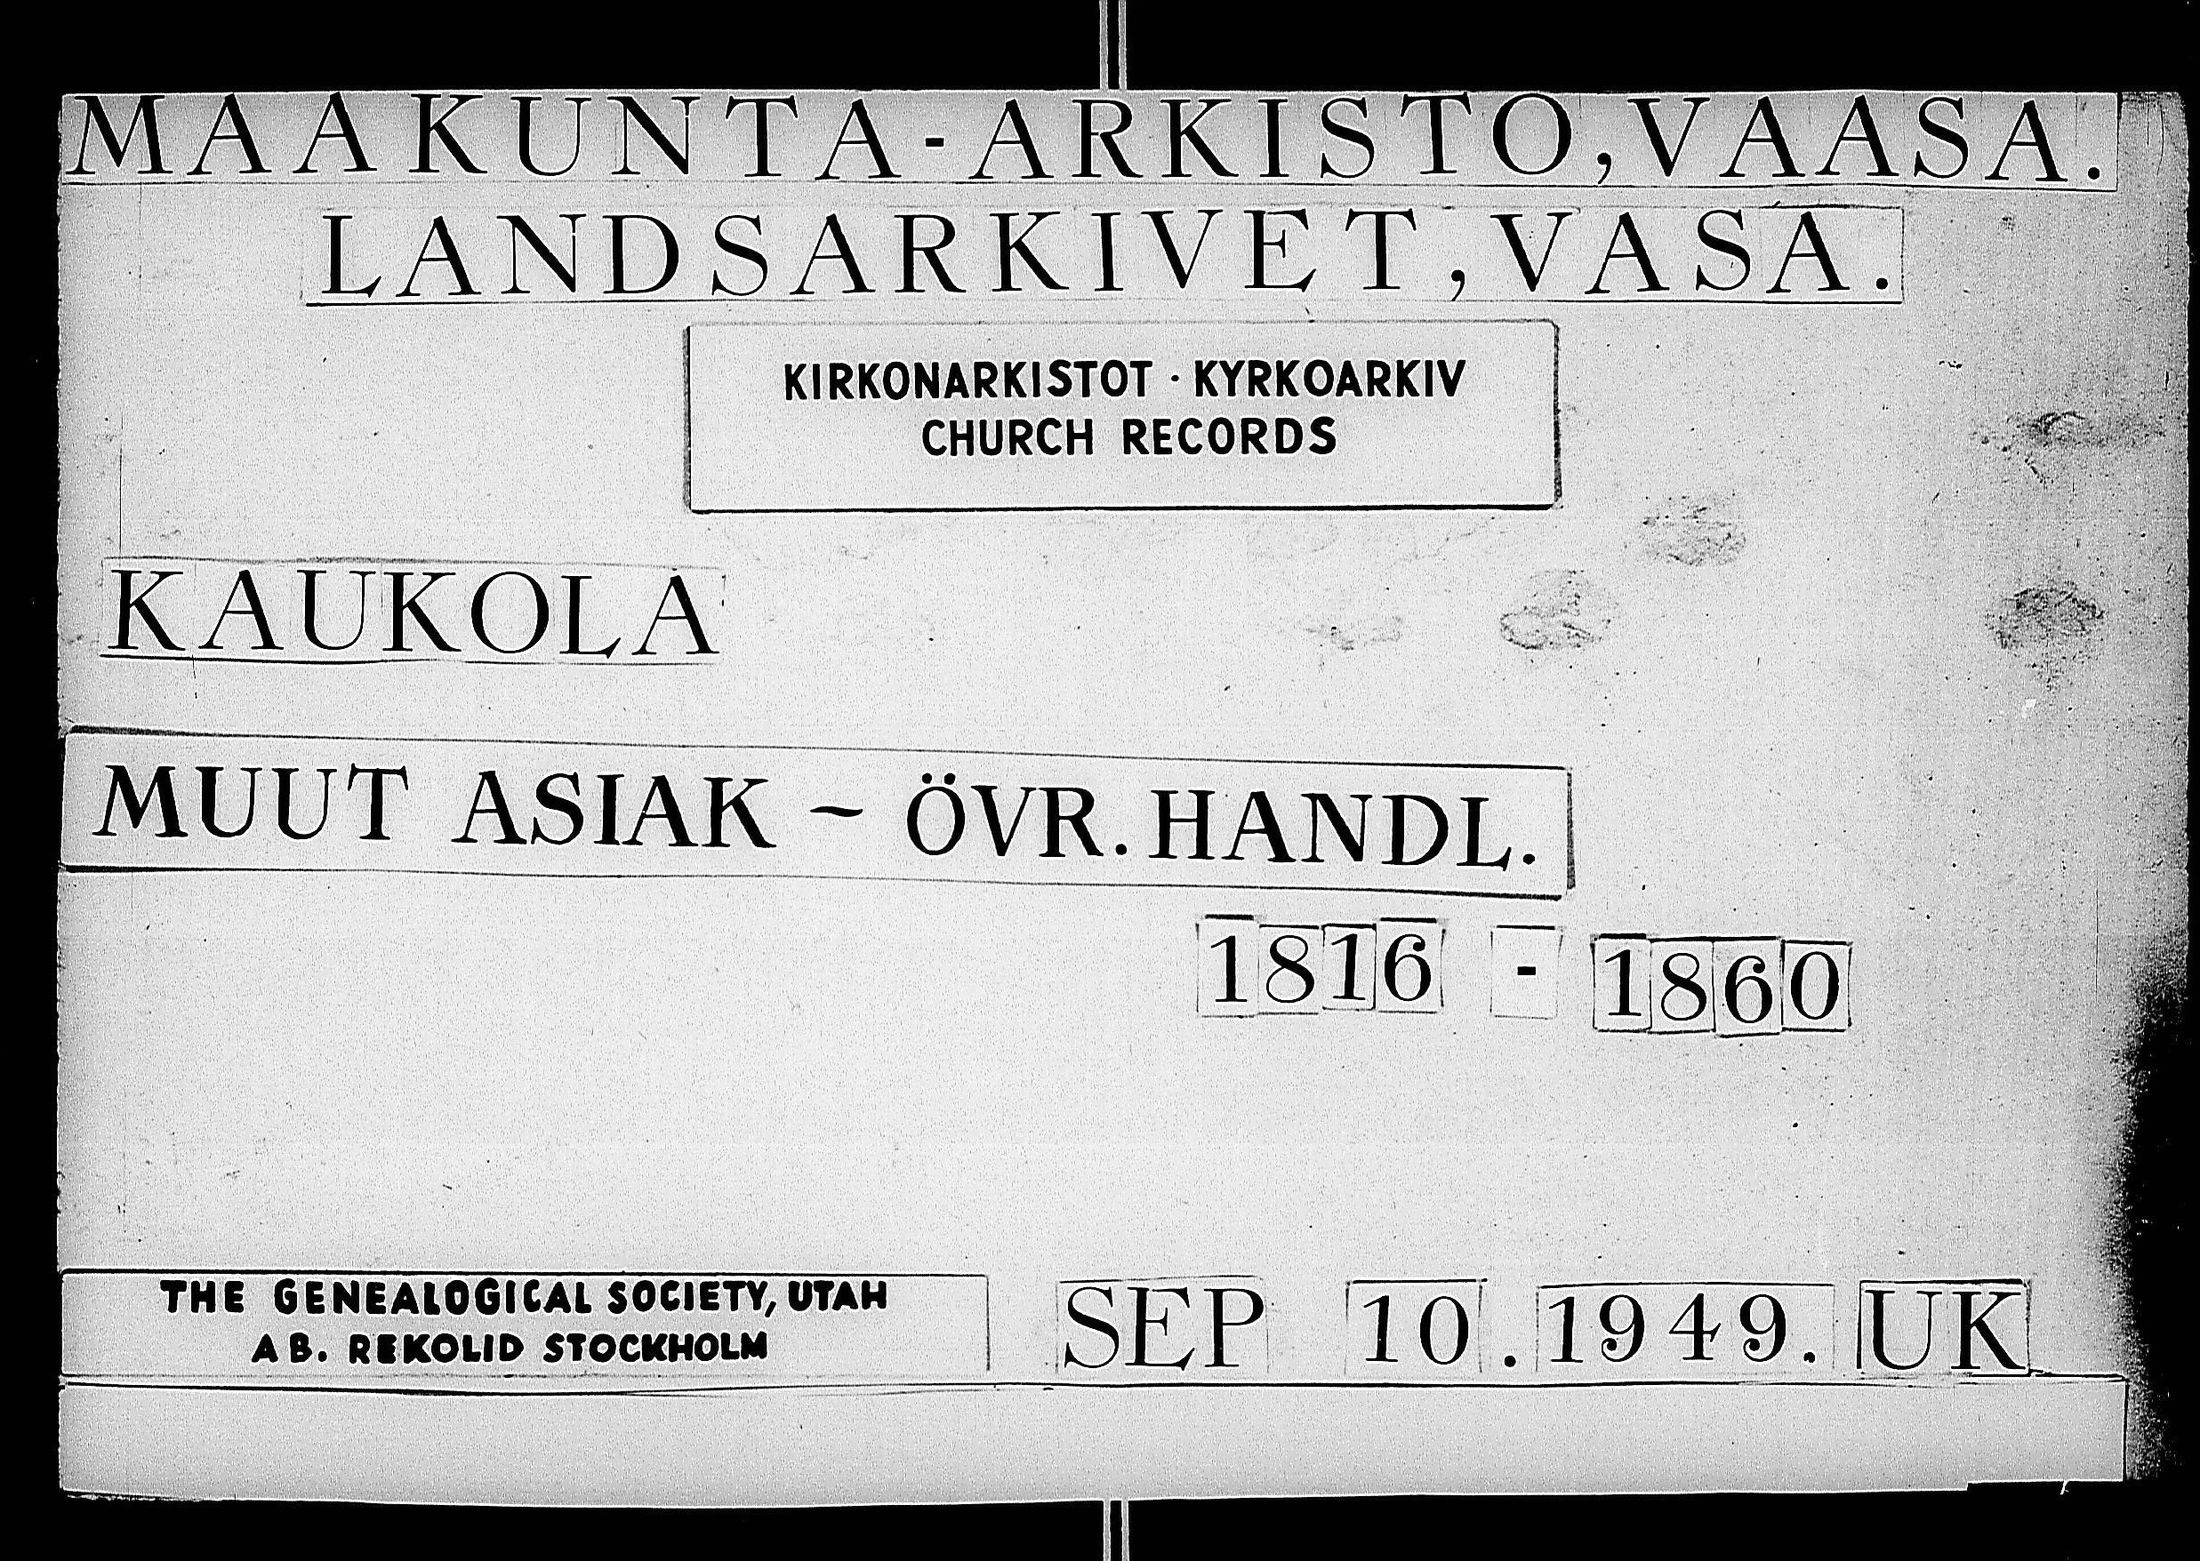 MAAKUNTA-ARKISTO, VAASA.
LANDSARKIVET, VASA.
KIRKONARKISTOT · KYRKOARKIV
CHURCH RECORDS
KAUKOLA
MUUT ASIAK ~ ÖVR. HANDL.
1816 - 1860
THE GENEALOGICAL SOCIETY, UTAH
AB. REKOLID STOCKHOLM
SEP 10. 1949. UK